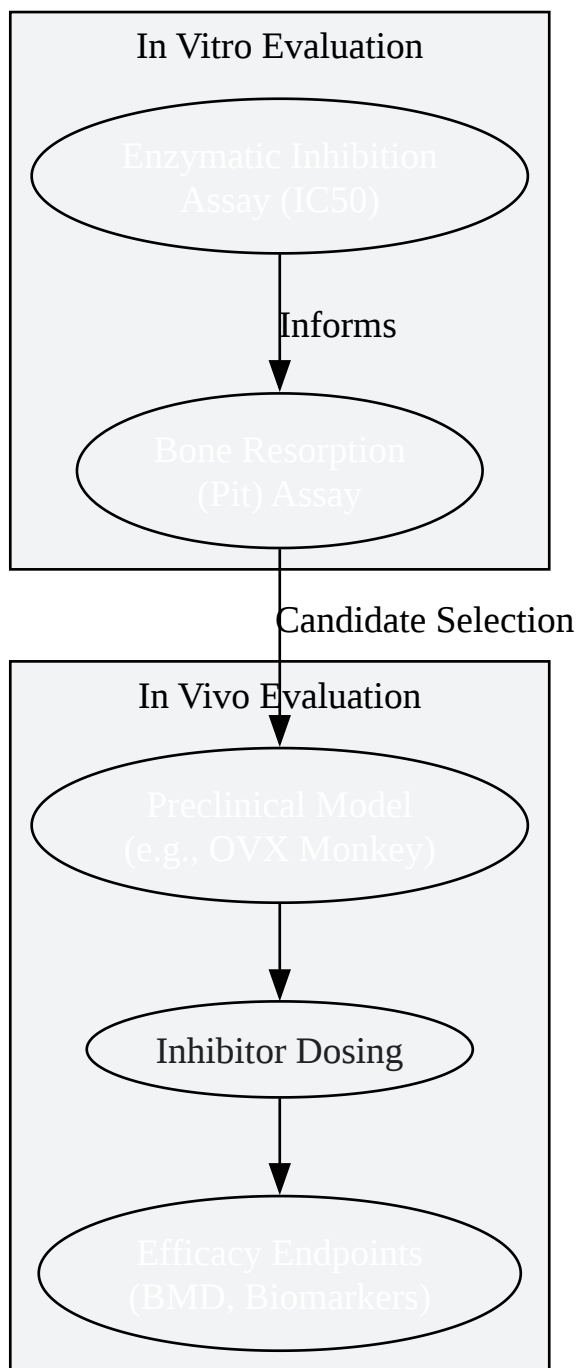 In Vitro Evaluation
Enzymatic Inhibition
Assay (IC50)
Informs
Bone Resorption
(Pit) Assay
Candidate Selection
In Vivo Evaluation
Preclinical Model
(e.g., OVX Monkey)
Inhibitor Dosing
Efficacy Endpoints
(BMD, Biomarkers)